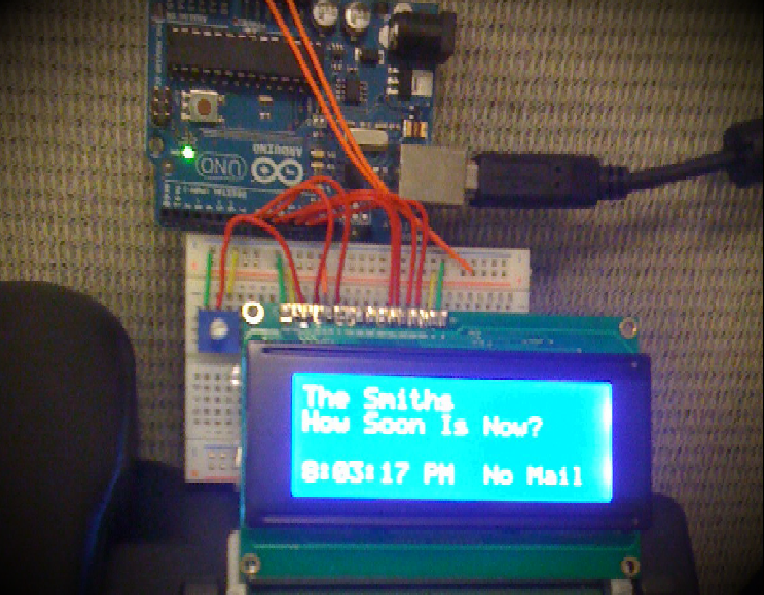 The Smiths
How Soon Is Now?
8:03:17 PM No Mail
ARDUINO
UNO